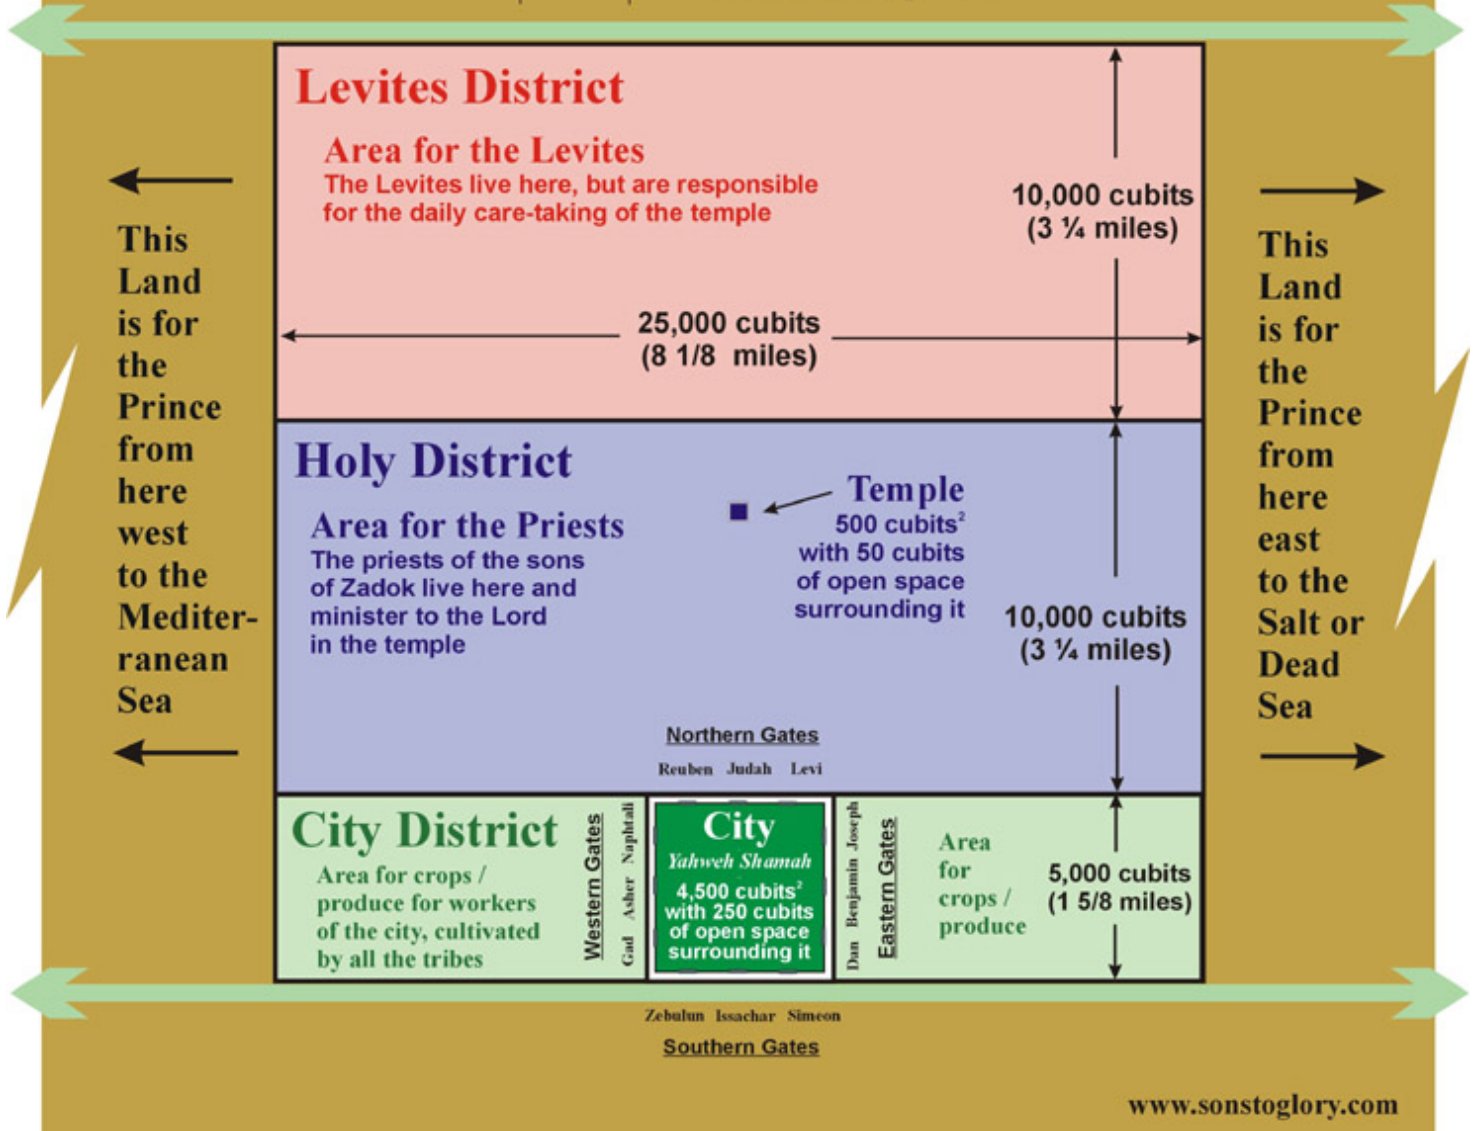 Levites District
Area for the Levites
The Levites live here, but are responsible
for the daily care-taking of the temple
10,000 cubits
(3 ¼ miles)
25,000 cubits
(8 1/8 miles)
This
Land
is for
the
Prince
from
here
west
to the
Mediter-
ranean
Sea
This
Land
is for
the
Prince
from
here
east
to the
Salt or
Dead
Sea
Holy District
Area for the Priests
The priests of the sons
of Zadok live here and
minister to the Lord
in the temple
Temple
500 cubits²
with 50 cubits
of open space
surrounding it
10,000 cubits
(3 ¼ miles)
Northern Gates
Reuben Judah Levi
City District
Area for crops /
produce for workers
of the city, cultivated
by all the tribes
Western Gates
Gad Asher Naphtali
City
Yahweh Shamah
4,500 cubits²
with 250 cubits
of open space
surrounding it
Dan Benjamin Joseph
Eastern Gates
Area
for
crops /
produce
5,000 cubits
(1 5/8 miles)
Zebulun Issachar Simeon
Southern Gates
www.sonstoglory.com